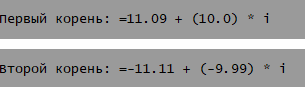 Первый корень: =11.09 + (10.0) * i
Второй корень: =-11.11 + (-9.99) * i